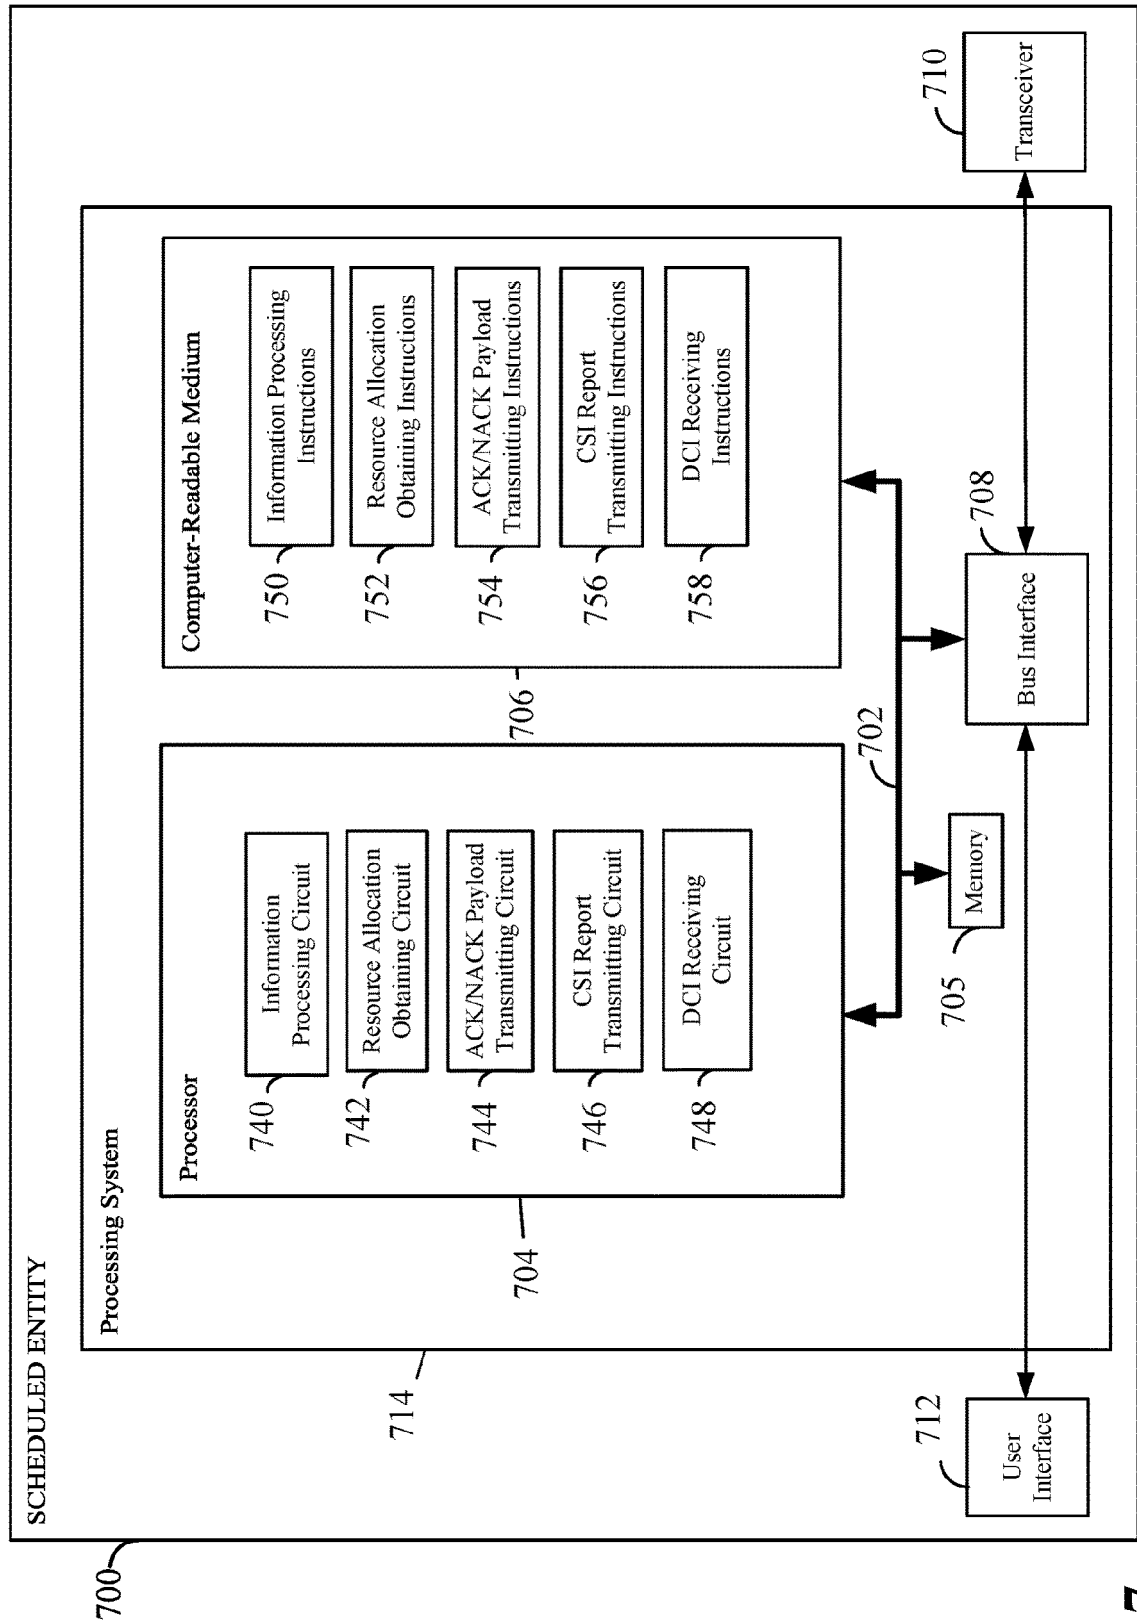 SCHEDULED ENTITY
700
Processing System
714
Processor
704
740
Information
Processing Circuit
742
Resource Allocation
Obtaining Circuit
744
ACK/NACK Payload
Transmitting Circuit
746
CSI Report
Transmitting Circuit
748
DCI Receiving
Circuit
Computer-Readable Medium
706
750
Information Processing
Instructions
752
Resource Allocation
Obtaining Instructions
754
ACK/NACK Payload
Transmitting Instructions
756
CSI Report
Transmitting Instructions
758
DCI Receiving
Instructions
702
705
Memory
708
Bus Interface
712
User
Interface
710
Transceiver